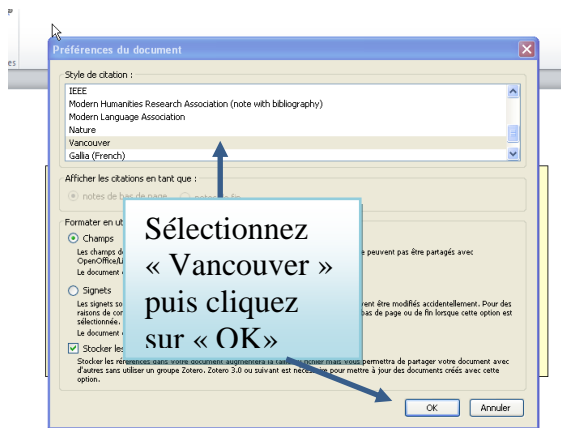 es
Préférences du document
Style de citation :
IEEE
Modern Humanities Research Association (note with bibliography)
Modern Language Association
Nature
Vancouver
Gallia (French)
Afficher les citations en tant que :
notes de bas de page
Formater en ut
Champs
Les champs d
e peuvent pas être partagés avec
OpenOffice/Li
Le document
Signets
Les signets so
vent être modifiés accidentellement. Pour des
raisons de cor
bas de page ou de fin lorsque cette option est
sélectionnée.
Le document
Stocker les
Stocker les références dans votre document augmentera la taille du fichier mais vous permettra de partager votre document avec
d'autres sans utiliser un groupe Zotero. Zotero 3.0 ou suivant est nécessaire pour mettre à jour des documents créés avec cette
option.
Sélectionnez
« Vancouver »
puis cliquez
sur « OK»
OK
Annuler